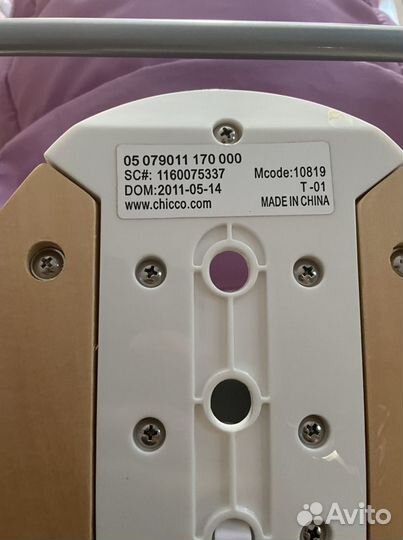 05 079011 170 000
SC#: 1160075337 Mcode:10819
DOM:2011-05-14 T-01
www.chicco.com MADE IN CHINA
Avito